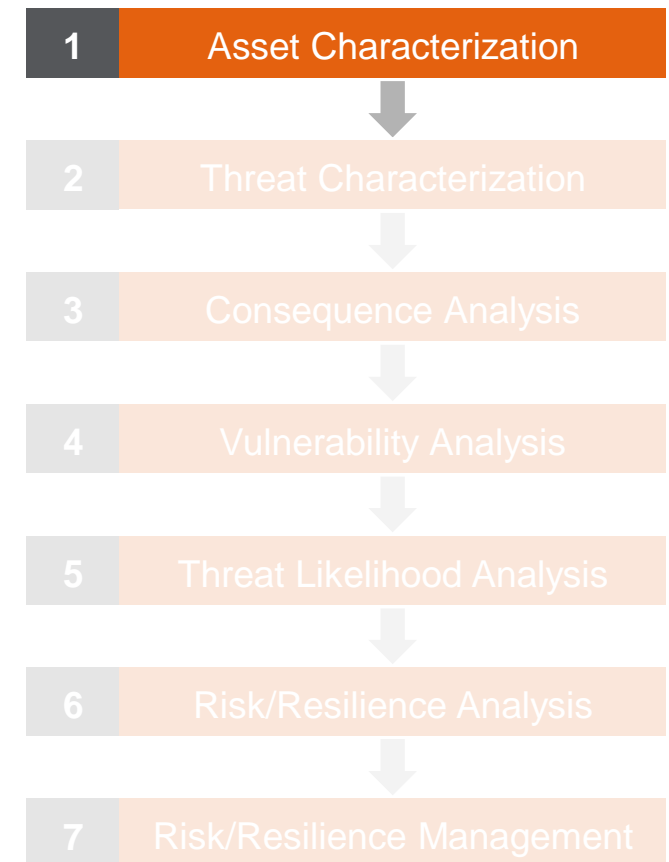 1 Asset Characterization
2 Threat Characterization
3 Consequence Analysis
4 Vulnerability Analysis
5 Threat Likelihood Analysis
6 Risk/Resilience Analysis
7 Risk/Resilience Management